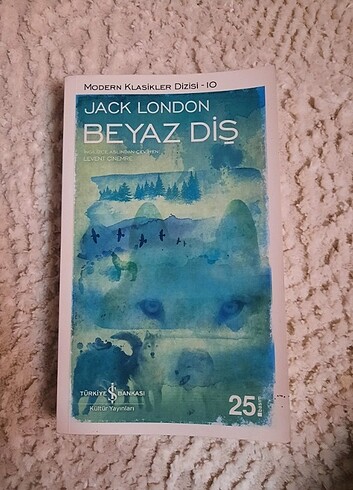 MODERN KLASİKLER DİZİSİ - 10
JACK LONDON
BEYAZ DİŞ
İNGİLİZCE ASLINDAN ÇEVİREN:
LEVENT CİNEMRE
TÜRKİYE İŞ BANKASI
Kültür Yayınları
25.